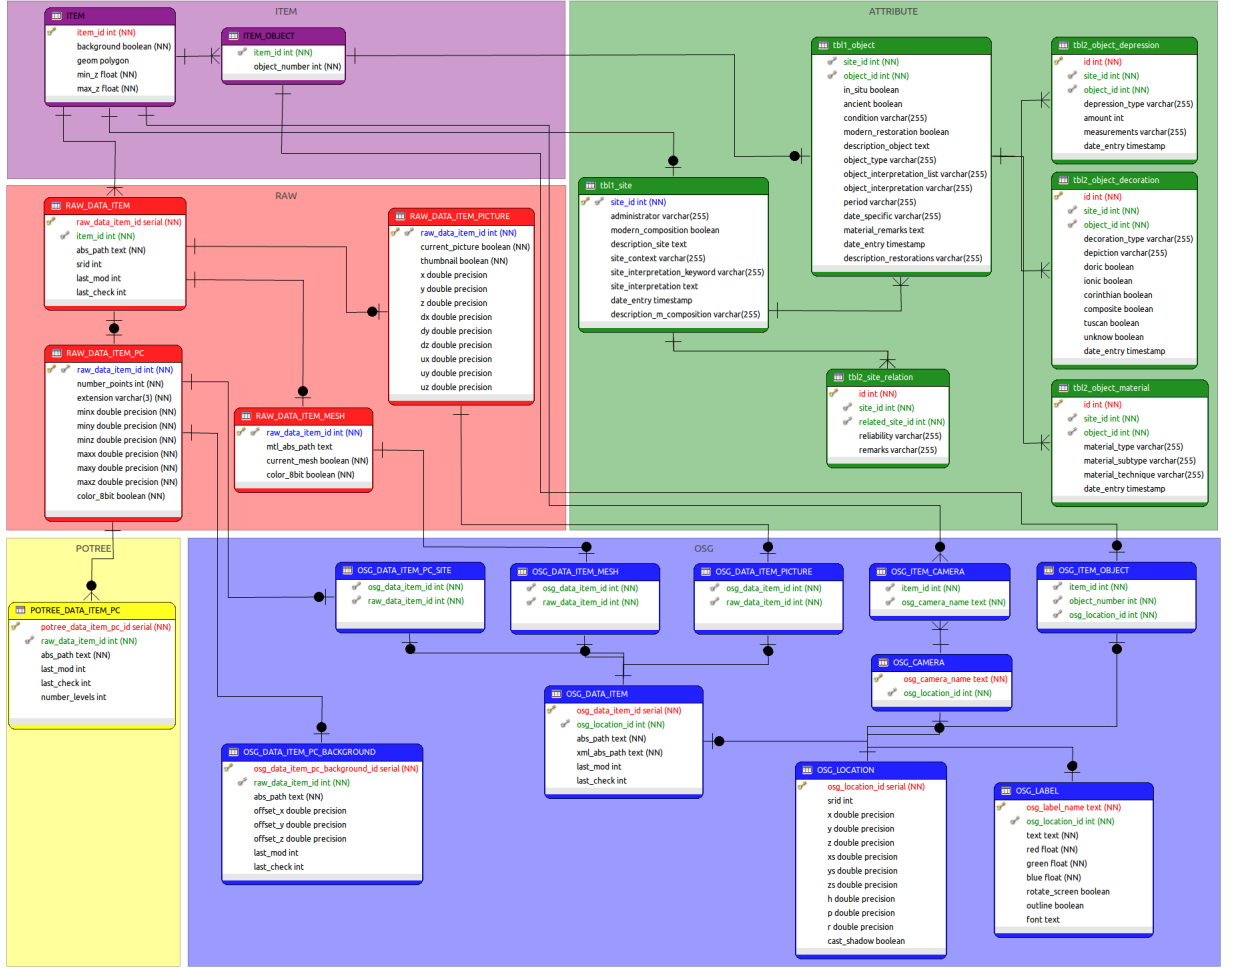 ITEM
ITEM
item_id int (NN)
background boolean (NN)
geom polygon
min_z float (NN)
max_z float (NN)
ITEM_OBJECT
item_id int (NN)
object_number int (NN)
ATTRIBUTE
tbl1_object
site_id int (NN)
object_id int (NN)
in_situ boolean
ancient boolean
condition varchar(255)
modern_restoration boolean
description_object text
object_type varchar(255)
object_interpretation_list varchar(255)
object_interpretation varchar(255)
period varchar(255)
date_specific varchar(255)
material_remarks text
date_entry timestamp
description_restorations varchar(255)
tbl2_object_depression
id int (NN)
site_id int (NN)
object_id int (NN)
depression_type varchar(255)
amount int
measurements varchar(255)
date_entry timestamp
tbl2_object_decoration
id int (NN)
site_id int (NN)
object_id int (NN)
decoration_type varchar(255)
depiction varchar(255)
doric boolean
ionic boolean
corinthian boolean
composite boolean
tuscan boolean
unknow boolean
date_entry timestamp
tbl2_object_material
id int (NN)
site_id int (NN)
object_id int (NN)
material_type varchar(255)
material_subtype varchar(255)
material_technique varchar(255)
date_entry timestamp
tbl1_site
site_id int (NN)
administrator varchar(255)
modern_composition boolean
description_site text
site_context varchar(255)
site_interpretation_keyword varchar(255)
site_interpretation text
date_entry timestamp
description_m_composition varchar(255)
tbl2_site_relation
id int (NN)
site_id int (NN)
related_site_id int (NN)
reliability varchar(255)
remarks varchar(255)
RAW
RAW_DATA_ITEM
raw_data_item_id serial (NN)
item_id int (NN)
abs_path text (NN)
srid int
last_mod int
last_check int
RAW_DATA_ITEM_PICTURE
raw_data_item_id int (NN)
current_picture boolean (NN)
thumbnail boolean (NN)
x double precision
y double precision
z double precision
dx double precision
dy double precision
dz double precision
ux double precision
uy double precision
uz double precision
RAW_DATA_ITEM_PC
raw_data_item_id int (NN)
number_points int (NN)
extension varchar(3) (NN)
minx double precision (NN)
miny double precision (NN)
minz double precision (NN)
maxx double precision (NN)
maxy double precision (NN)
maxz double precision (NN)
color_8bit boolean (NN)
RAW_DATA_ITEM_MESH
raw_data_item_id int (NN)
mtl_abs_path text
current_mesh boolean (NN)
color_8bit boolean (NN)
POTREE
POTREE_DATA_ITEM_PC
potree_data_item_pc_id serial (NN)
raw_data_item_id int (NN)
abs_path text (NN)
last_mod int
last_check int
number_levels int
OSG
OSG_DATA_ITEM_PC_SITE
osg_data_item_id int (NN)
raw_data_item_id int (NN)
OSG_DATA_ITEM_MESH
osg_data_item_id int (NN)
raw_data_item_id int (NN)
OSG_DATA_ITEM_PICTURE
osg_data_item_id int (NN)
raw_data_item_id int (NN)
OSG_ITEM_CAMERA
item_id int (NN)
osg_camera_name text (NN)
OSG_ITEM_OBJECT
item_id int (NN)
object_number int (NN)
osg_location_id int (NN)
OSG_CAMERA
osg_camera_name text (NN)
osg_location_id int (NN)
OSG_DATA_ITEM
osg_data_item_id serial (NN)
osg_location_id int (NN)
abs_path text (NN)
xml_abs_path text (NN)
last_mod int
last_check int
OSG_DATA_ITEM_PC_BACKGROUND
osg_data_item_pc_background_id serial (NN)
raw_data_item_id int (NN)
abs_path text (NN)
offset_x double precision
offset_y double precision
offset_z double precision
last_mod int
last_check int
OSG_LOCATION
osg_location_id serial (NN)
srid int
x double precision
y double precision
z double precision
xs double precision
ys double precision
zs double precision
h double precision
p double precision
r double precision
cast_shadow boolean
OSG_LABEL
osg_label_name text (NN)
osg_location_id int (NN)
text text (NN)
red float (NN)
green float (NN)
blue float (NN)
rotate_screen boolean
outline boolean
font text